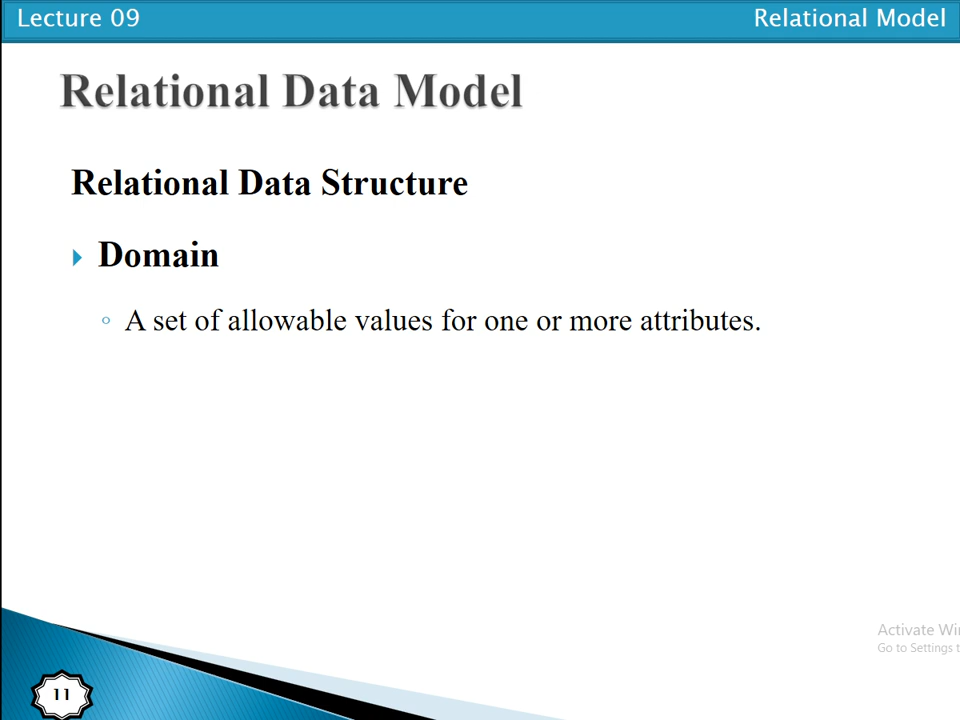 Lecture 09
Relational Model
Relational Data Model
Relational Data Structure
Domain
A set of allowable values for one or more attributes.
Activate Wi
Go to Settings t
11